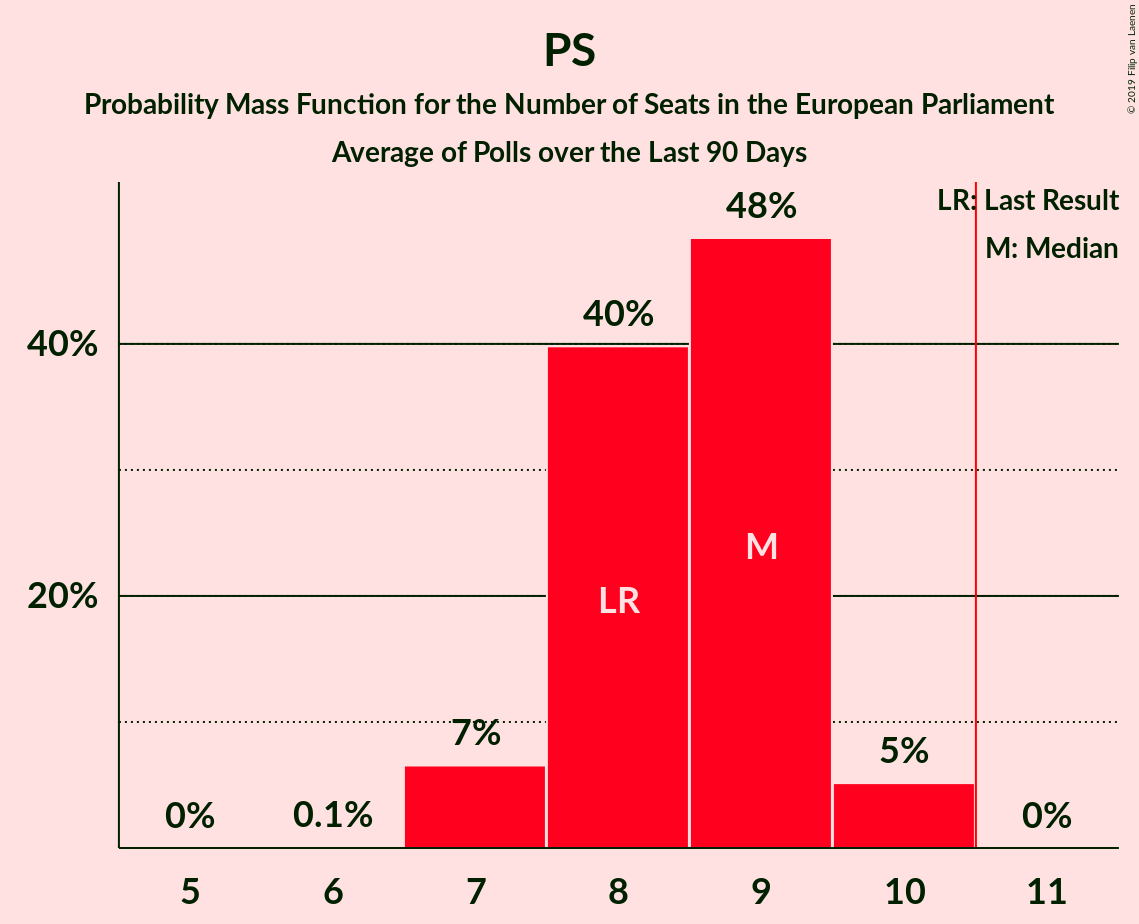 PS
Probability Mass Function for the Number of Seats in the European Parliament
Average of Polls over the Last 90 Days
© 2019 Filip van Laenen
LR: Last Result
M: Median
48%
40%
40%
20%
M
LR
7%
5%
0%
0.1%
0%
5 6 7 8 9 10 11